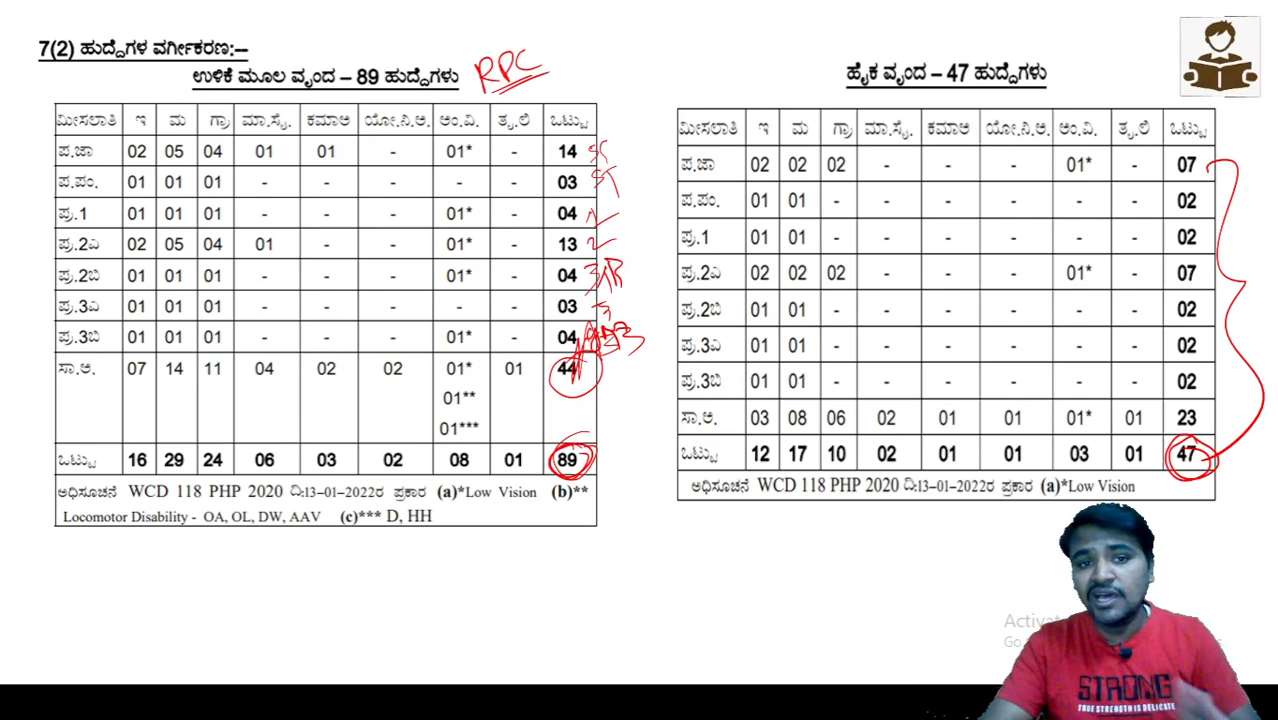 7(2) ಹುದ್ದೆಗಳ ವರ್ಗೀಕರಣ:--
ಉಳಿಕೆ ಮೂಲ ವೃಂದ – 89 ಹುದ್ದೆಗಳು RPC
ಮೀಸಲಾತಿ ಇ ಮ ಗ್ರಾ ಮಾ.ಸೈ. ಕಮಾಅ ಯೋ.ನಿ.ಅ. ಅಂ.ವಿ. ತೃ.ಲಿ ಒಟ್ಟು
ಪ.ಜಾ 02 05 04 01 01 - 01* - 14 SC
ಪ.ಪಂ. 01 01 01 - - - - - 03 ST
ಪ್ರ.1 01 01 01 - - - 01* - 04
ಪ್ರ.2ಎ 02 05 04 01 - - 01* - 13
ಪ್ರ.2ಬಿ 01 01 01 - - - 01* - 04
ಪ್ರ.3ಎ 01 01 01 - - - - - 03
ಪ್ರ.3ಬಿ 01 01 01 - - - 01* - 04
ಸಾ.ಅ. 07 14 11 04 02 02 01* 01 44
01**
01***
ಒಟ್ಟು 16 29 24 06 03 02 08 01 89
ಅಧಿಸೂಚನೆ WCD 118 PHP 2020 ದಿ:13-01-2022ರ ಪ್ರಕಾರ (a)*Low Vision (b)**
Locomotor Disability - OA, OL, DW, AAV (c)*** D, HH
ಹೈಕ ವೃಂದ – 47 ಹುದ್ದೆಗಳು
ಮೀಸಲಾತಿ ಇ ಮ ಗ್ರಾ ಮಾ.ಸೈ. ಕಮಾಅ ಯೋ.ನಿ.ಅ. ಅಂ.ವಿ. ತೃ.ಲಿ ಒಟ್ಟು
ಪ.ಜಾ 02 02 02 - - - 01* - 07
ಪ.ಪಂ. 01 01 - - - - - - 02
ಪ್ರ.1 01 01 - - - - - - 02
ಪ್ರ.2ಎ 02 02 02 - - - 01* - 07
ಪ್ರ.2ಬಿ 01 01 - - - - - - 02
ಪ್ರ.3ಎ 01 01 - - - - - - 02
ಪ್ರ.3ಬಿ 01 01 - - - - - - 02
ಸಾ.ಅ. 03 08 06 02 01 01 01* 01 23
ಒಟ್ಟು 12 17 10 02 01 01 03 01 47
ಅಧಿಸೂಚನೆ WCD 118 PHP 2020 ದಿ:13-01-2022ರ ಪ್ರಕಾರ (a)*Low Vision
STRONG
TRUE STRENGTH IS DELICATE